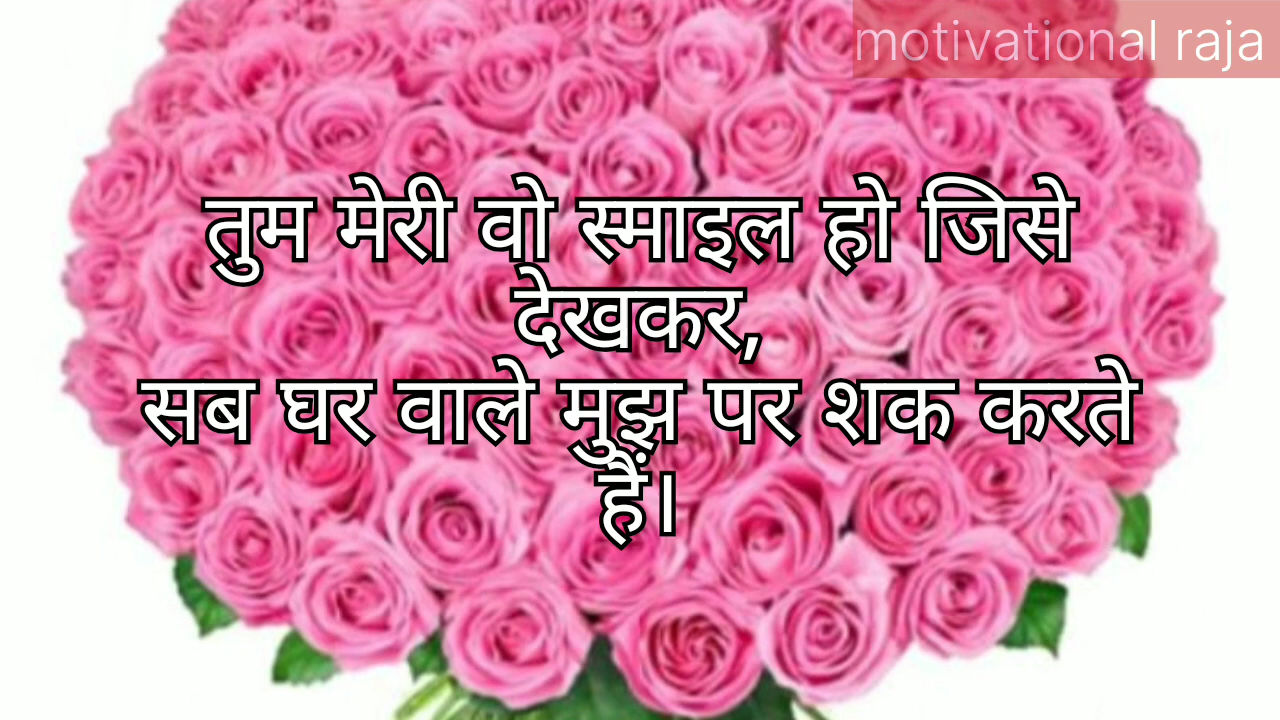 motivational raja
तुम मेरी वो स्माइल हो जिसे
देखकर,
सब घर वाले मुझ पर शक करते
हैं।